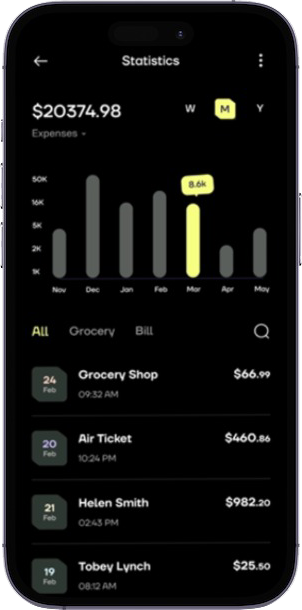 Statistics
$20374.98 W M Y
Expenses
50K
8.6k
16K
5K
2K
1K
Nov Dec Jan Feb Mar Apr May
All Grocery Bill
24 Feb Grocery Shop $66.99
09:32 AM
20 Feb Air Ticket $460.86
10:24 PM
21 Feb Helen Smith $982.20
02:43 PM
19 Feb Tobey Lynch $25.50
08:12 AM